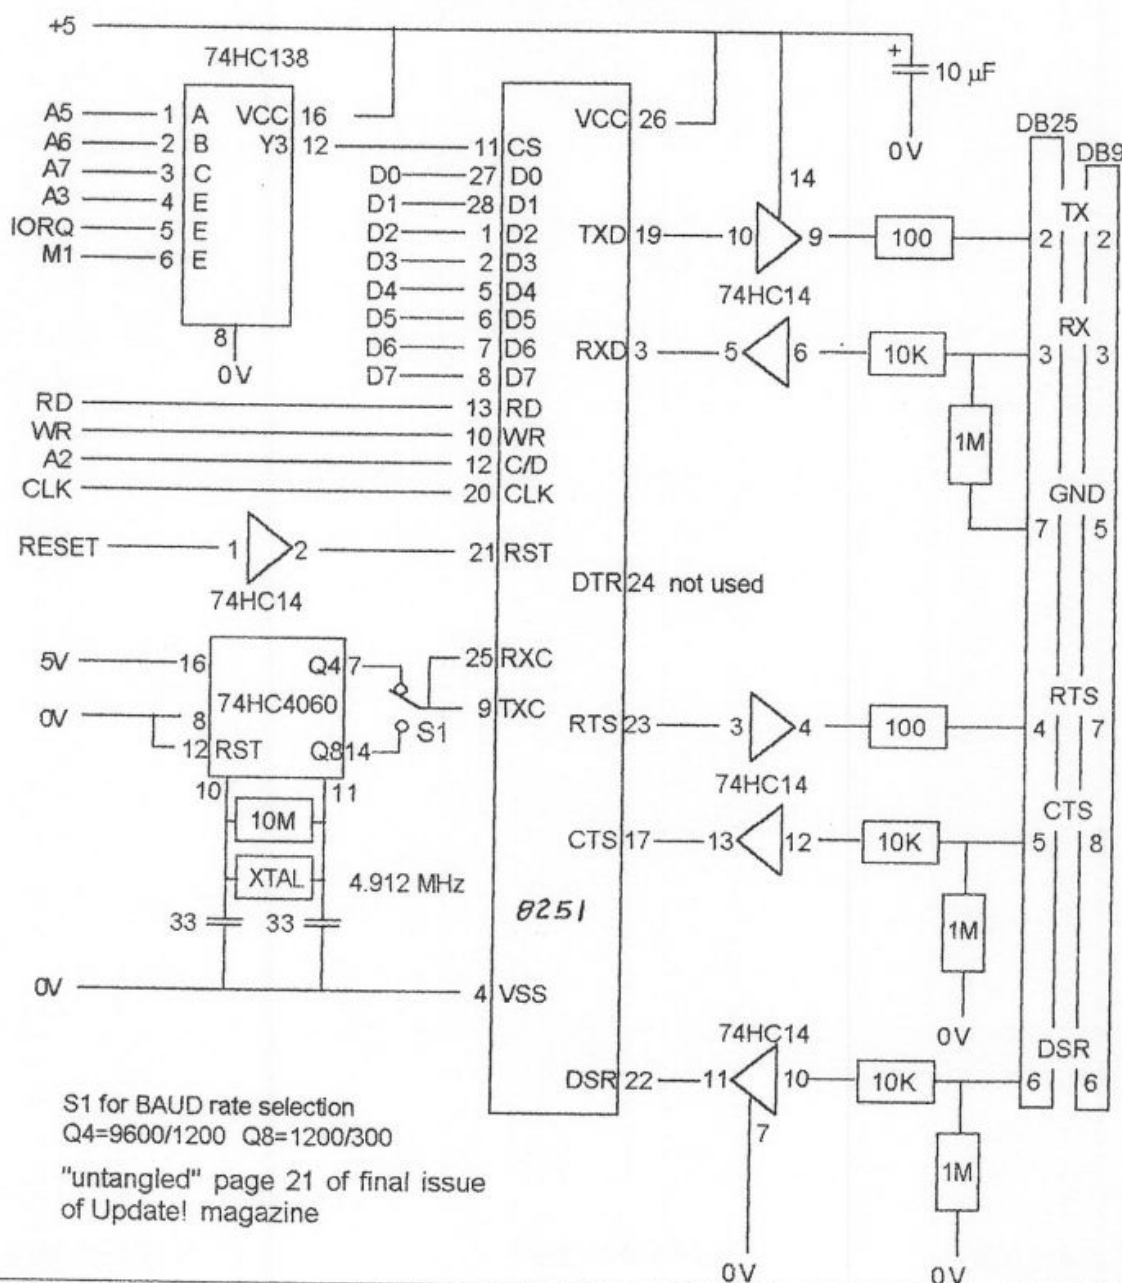 +5
74HC138
+
10 µF
0V
A5 1 A VCC 16
A6 2 B Y3 12
A7 3 C
A3 4 E
IORQ 5 E
M1 6 E
8
0V
VCC 26
11 CS
D0 27 D0
D1 28 D1
D2 1 D2
D3 2 D3
D4 5 D4
D5 6 D5
D6 7 D6
D7 8 D7
RD 13 RD
WR 10 WR
A2 12 C/D
CLK 20 CLK
RESET 1 2 21 RST
74HC14
DB25
DB9
14
TX
TXD 19 10 9 100 2 2
74HC14
RX
RXD 3 5 6 10K 3 3
1M
GND
7 5
DTR 24 not used
5V 16 Q4 7 25 RXC
74HC4060
0V 8 9 TXC
12 RST Q8 14 S1
10 11
10M
XTAL 4.912 MHz
33 33
8251
0V 4 VSS
RTS
RTS 23 3 4 100 4 7
74HC14
CTS
CTS 17 13 12 10K 5 8
1M
0V
74HC14
DSR
DSR 22 11 10 10K 6 6
7
1M
0V
0V
S1 for BAUD rate selection
Q4=9600/1200 Q8=1200/300
"untangled" page 21 of final issue
of Update! magazine